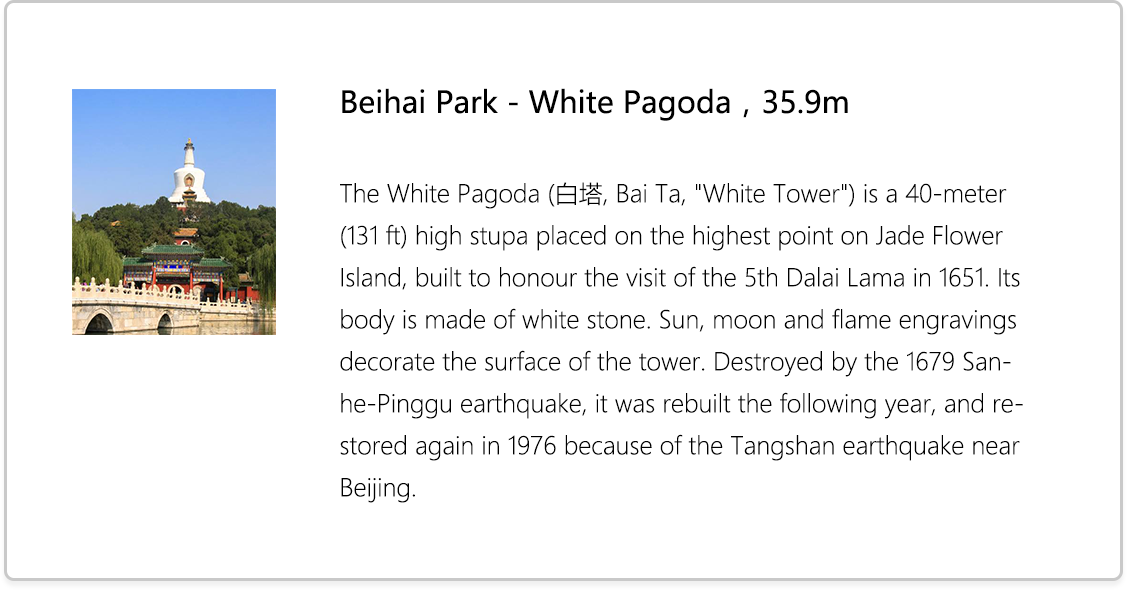 Beihai Park - White Pagoda，35.9m
The White Pagoda (白塔, Bai Ta, "White Tower") is a 40-meter
(131 ft) high stupa placed on the highest point on Jade Flower
Island, built to honour the visit of the 5th Dalai Lama in 1651. Its
body is made of white stone. Sun, moon and flame engravings
decorate the surface of the tower. Destroyed by the 1679 San-
he-Pinggu earthquake, it was rebuilt the following year, and re-
stored again in 1976 because of the Tangshan earthquake near
Beijing.